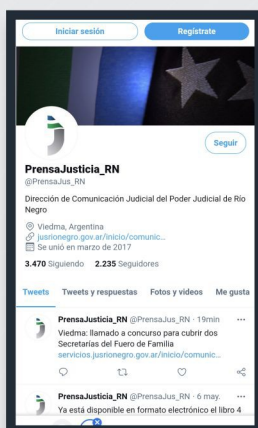 Iniciar sesión Regístrate
Seguir
PrensaJusticia_RN
@PrensaJus_RN
Dirección de Comunicación Judicial del Poder Judicial de Río
Negro
Viedma, Argentina
jusrionegro.gov.ar/inicio/comunic...
Se unió en marzo de 2017
3.470 Siguiendo 2.235 Seguidores
Tweets Tweets y respuestas Fotos y videos Me gusta
PrensaJusticia_RN @PrensaJus_RN · 19min ...
Viedma: llamado a concurso para cubrir dos
Secretarías del Fuero de Familia
servicios.jusrionegro.gov.ar/inicio/comunic...
PrensaJusticia_RN @PrensaJus_RN · 6 may. ...
Ya está disponible en formato electrónico el libro 4